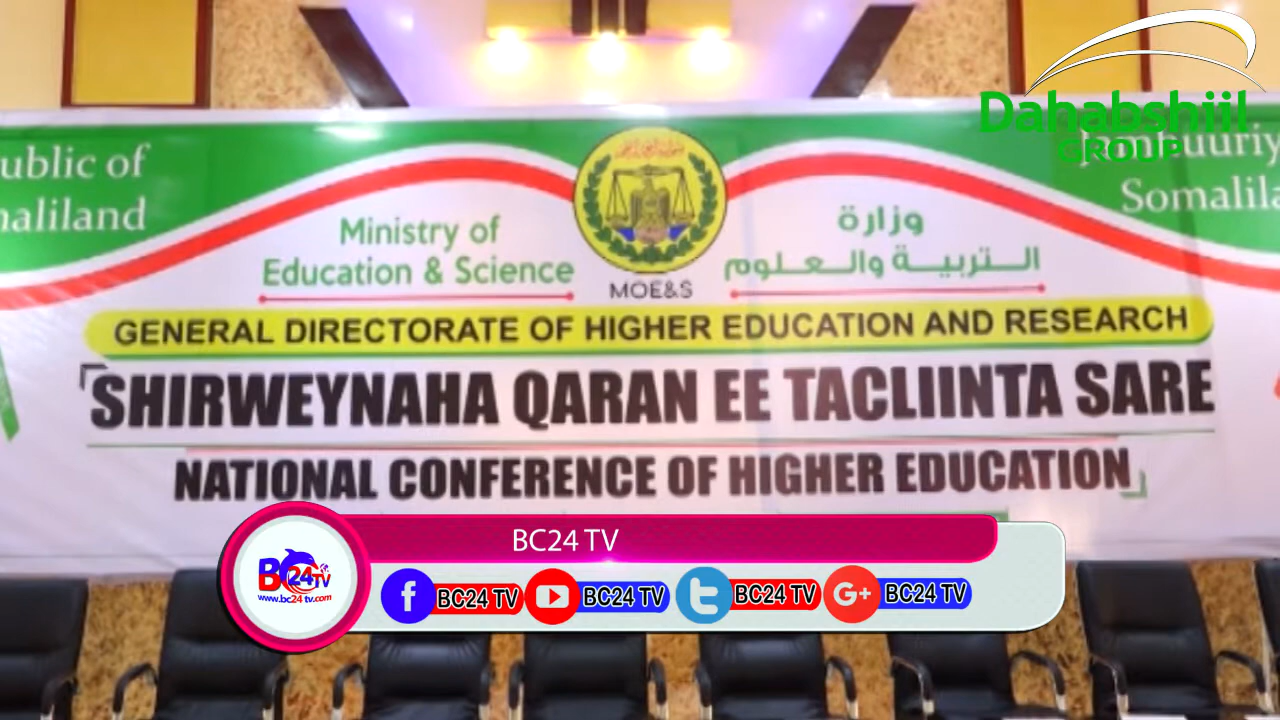 Dahabshiil
GROUP
ublic of
naliland
Somalila
Ministry of
Education & Science
وزارة
التربية والعلوم
MOE&S
GENERAL DIRECTORATE OF HIGHER EDUCATION AND RESEARCH
SHIRWEYNAHA QARAN EE TACLIINTA SARE
NATIONAL CONFERENCE OF HIGHER EDUCATION
BC24 TV
BC24TV
www.bc24tv.com
BC24 TV
BC24 TV
BC24 TV
G+
BC24 TV